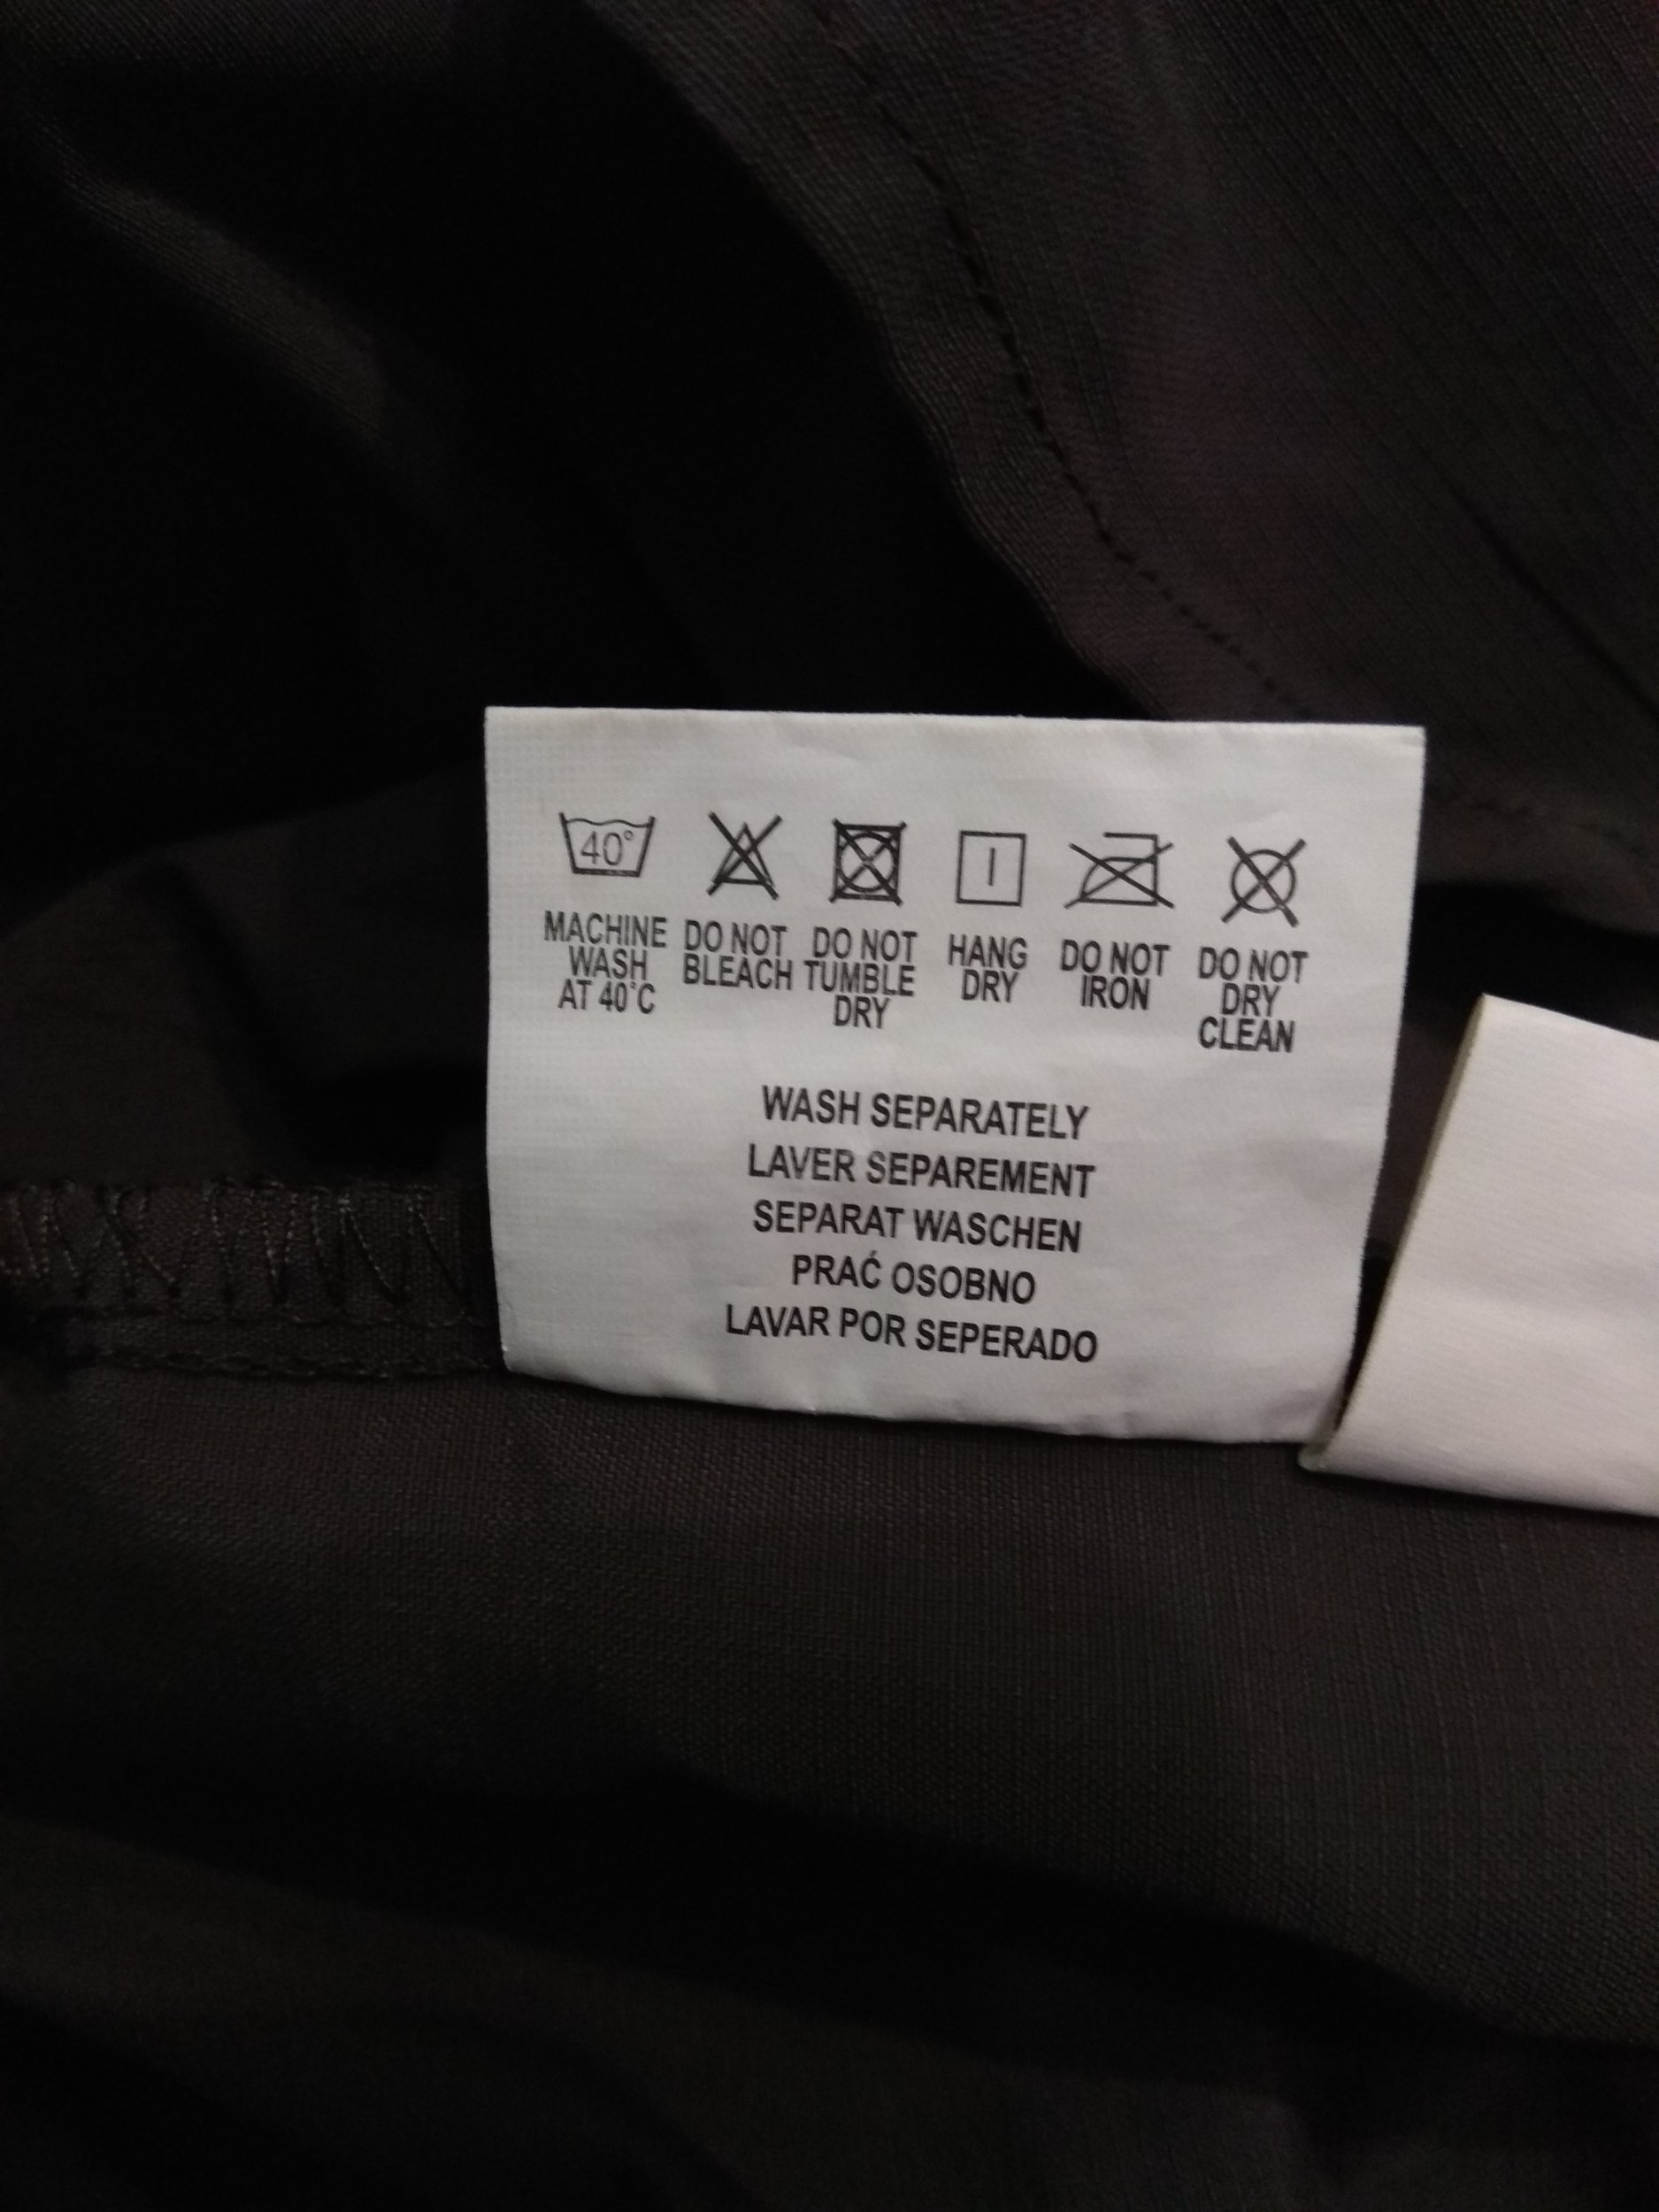 40°
MACHINE
WASH
AT 40°C
DO NOT
BLEACH
DO NOT
TUMBLE
DRY
HANG
DRY
DO NOT
IRON
DO NOT
DRY
CLEAN
WASH SEPARATELY
LAVER SEPAREMENT
SEPARAT WASCHEN
PRAĆ OSOBNO
LAVAR POR SEPERADO